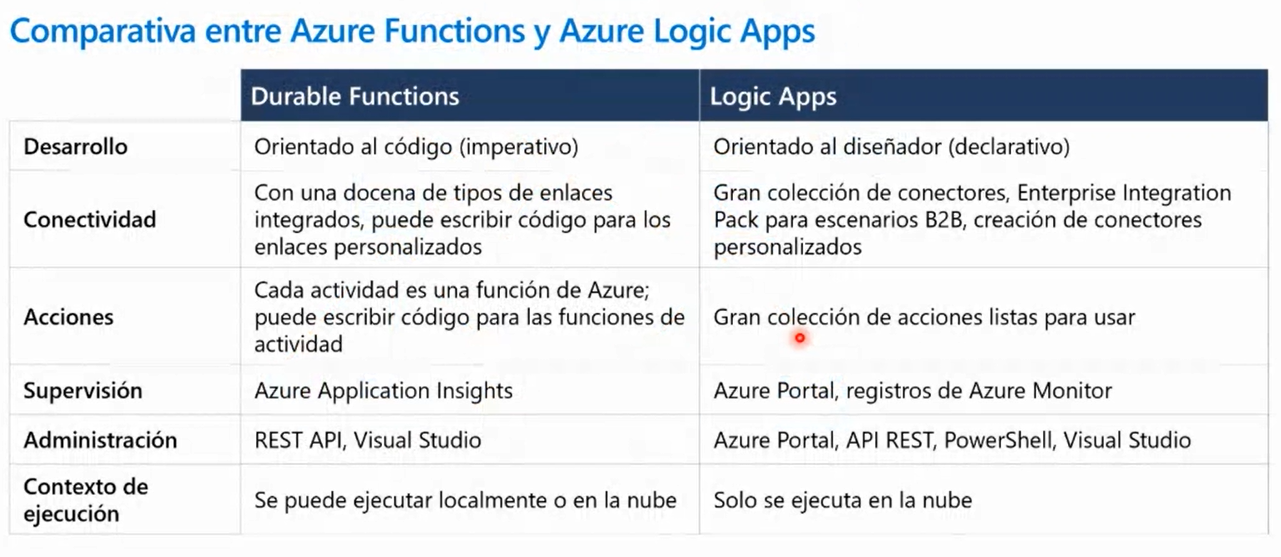 Comparativa entre Azure Functions y Azure Logic Apps
Durable Functions
Logic Apps
Desarrollo
Orientado al código (imperativo)
Orientado al diseñador (declarativo)
Conectividad
Con una docena de tipos de enlaces
integrados, puede escribir código para los
enlaces personalizados
Gran colección de conectores, Enterprise Integration
Pack para escenarios B2B, creación de conectores
personalizados
Acciones
Cada actividad es una función de Azure;
puede escribir código para las funciones de
actividad
Gran colección de acciones listas para usar
Supervisión
Azure Application Insights
Azure Portal, registros de Azure Monitor
Administración
REST API, Visual Studio
Azure Portal, API REST, PowerShell, Visual Studio
Contexto de
ejecución
Se puede ejecutar localmente o en la nube
Solo se ejecuta en la nube